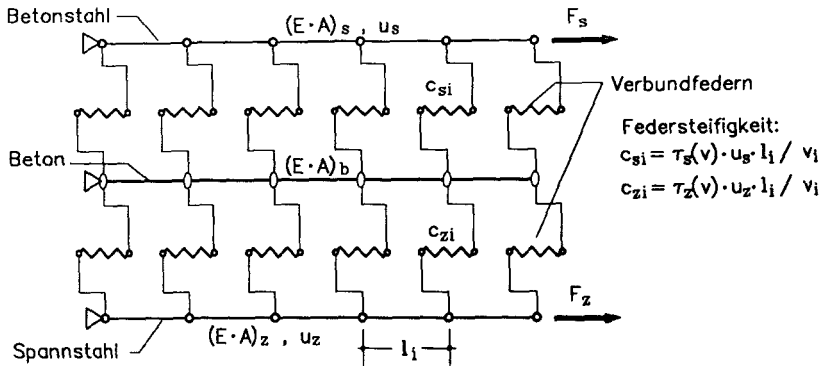 Betonstahl
(E·A)s , us
Fs
csi
Verbundfedern
Federsteifigkeit:
csi = τs(v)·us·li / vi
czi = τz(v)·uz·li / vi
Beton
(E·A)b
czi
Fz
(E·A)z , uz
li
Spannstahl